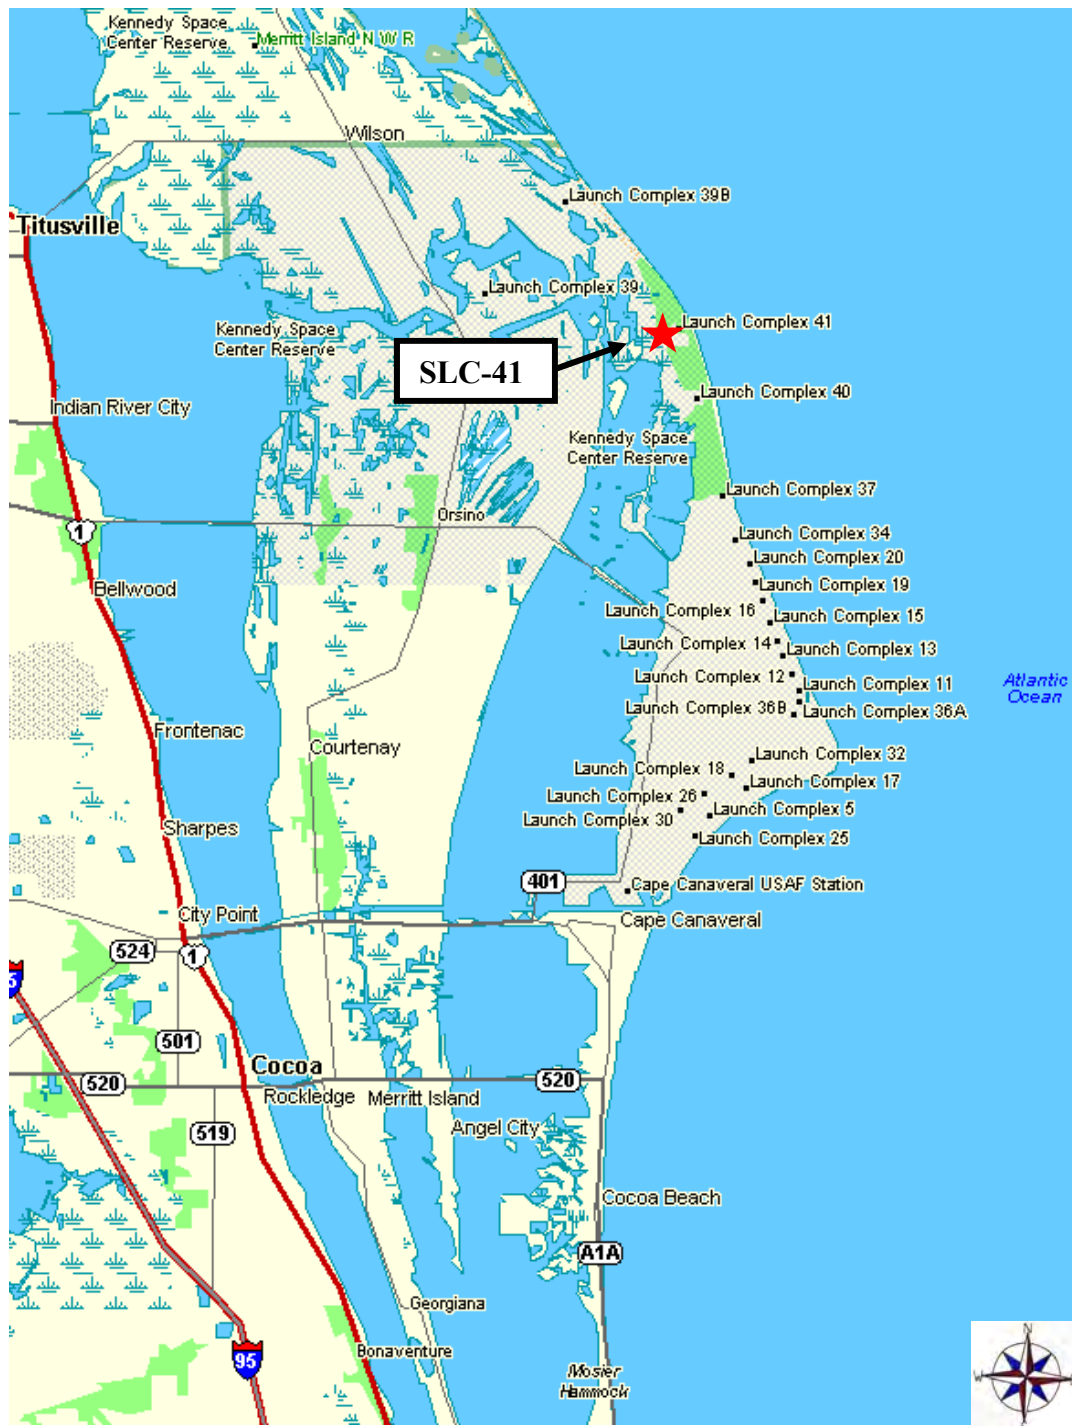 Kennedy Space
Center Reserve
Merritt Island N W R
Wilson
Launch Complex 39B
Titusville
Launch Complex 39
Kennedy Space
Center Reserve
Launch Complex 41
SLC-41
Launch Complex 40
Indian River City
Kennedy Space
Center Reserve
Launch Complex 37
Orsino
1
Launch Complex 34
Launch Complex 20
Bellwood
Launch Complex 19
Launch Complex 16
Launch Complex 15
Launch Complex 14
Launch Complex 13
Launch Complex 12
Launch Complex 11
Atlantic
Ocean
Launch Complex 36B
Launch Complex 36A
Frontenac
Courtenay
Launch Complex 32
Launch Complex 18
Launch Complex 17
Launch Complex 26
Launch Complex 5
Launch Complex 30
Sharpes
Launch Complex 25
401
Cape Canaveral USAF Station
City Point
Cape Canaveral
524
1
5
501
Cocoa
520
520
Rockledge
Merritt Island
519
Angel City
Cocoa Beach
A1A
Georgiana
95
Bonaventure
Mosier
Hammock
N
W